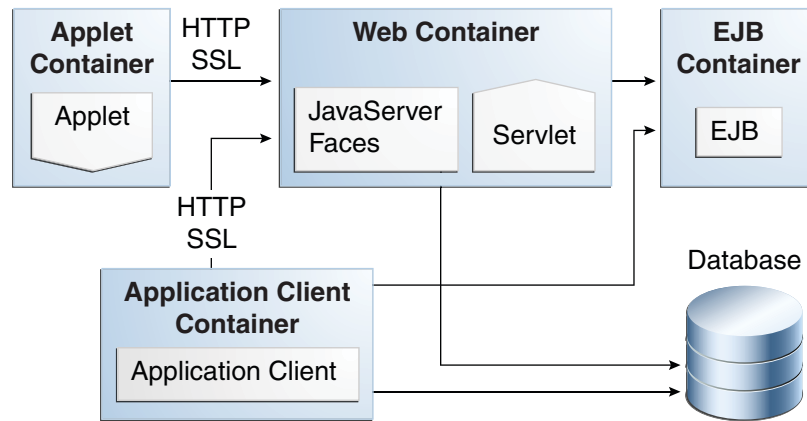 Applet
Container
Applet
HTTP
SSL
Web Container
JavaServer
Faces
Servlet
EJB
Container
EJB
HTTP
SSL
Application Client
Container
Application Client
Database